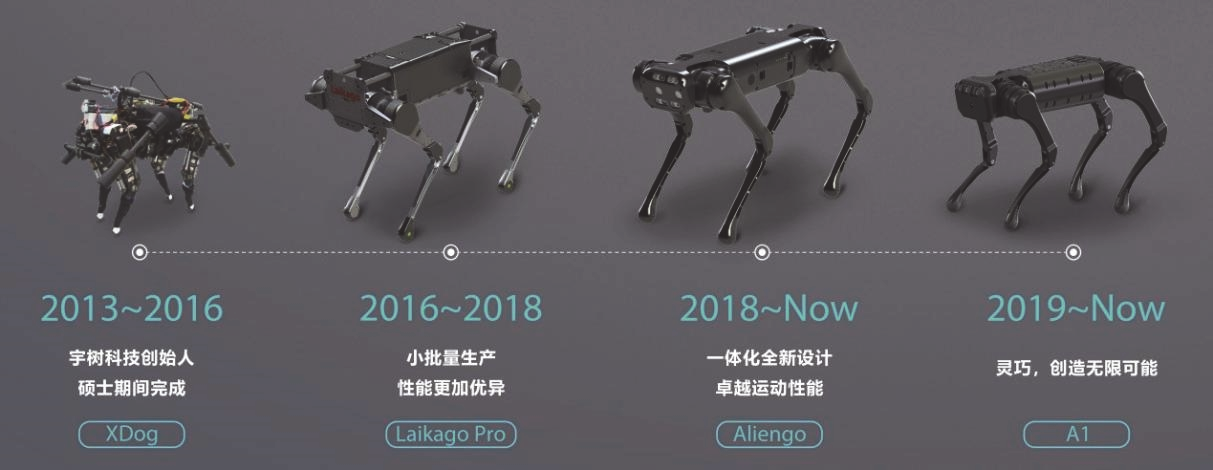 Laikago
2013~2016
宇树科技创始人
硕士期间完成
XDog
2016~2018
小批量生产
性能更加优异
Laikago Pro
2018~Now
一体化全新设计
卓越运动性能
Aliengo
2019~Now
灵巧，创造无限可能
A1